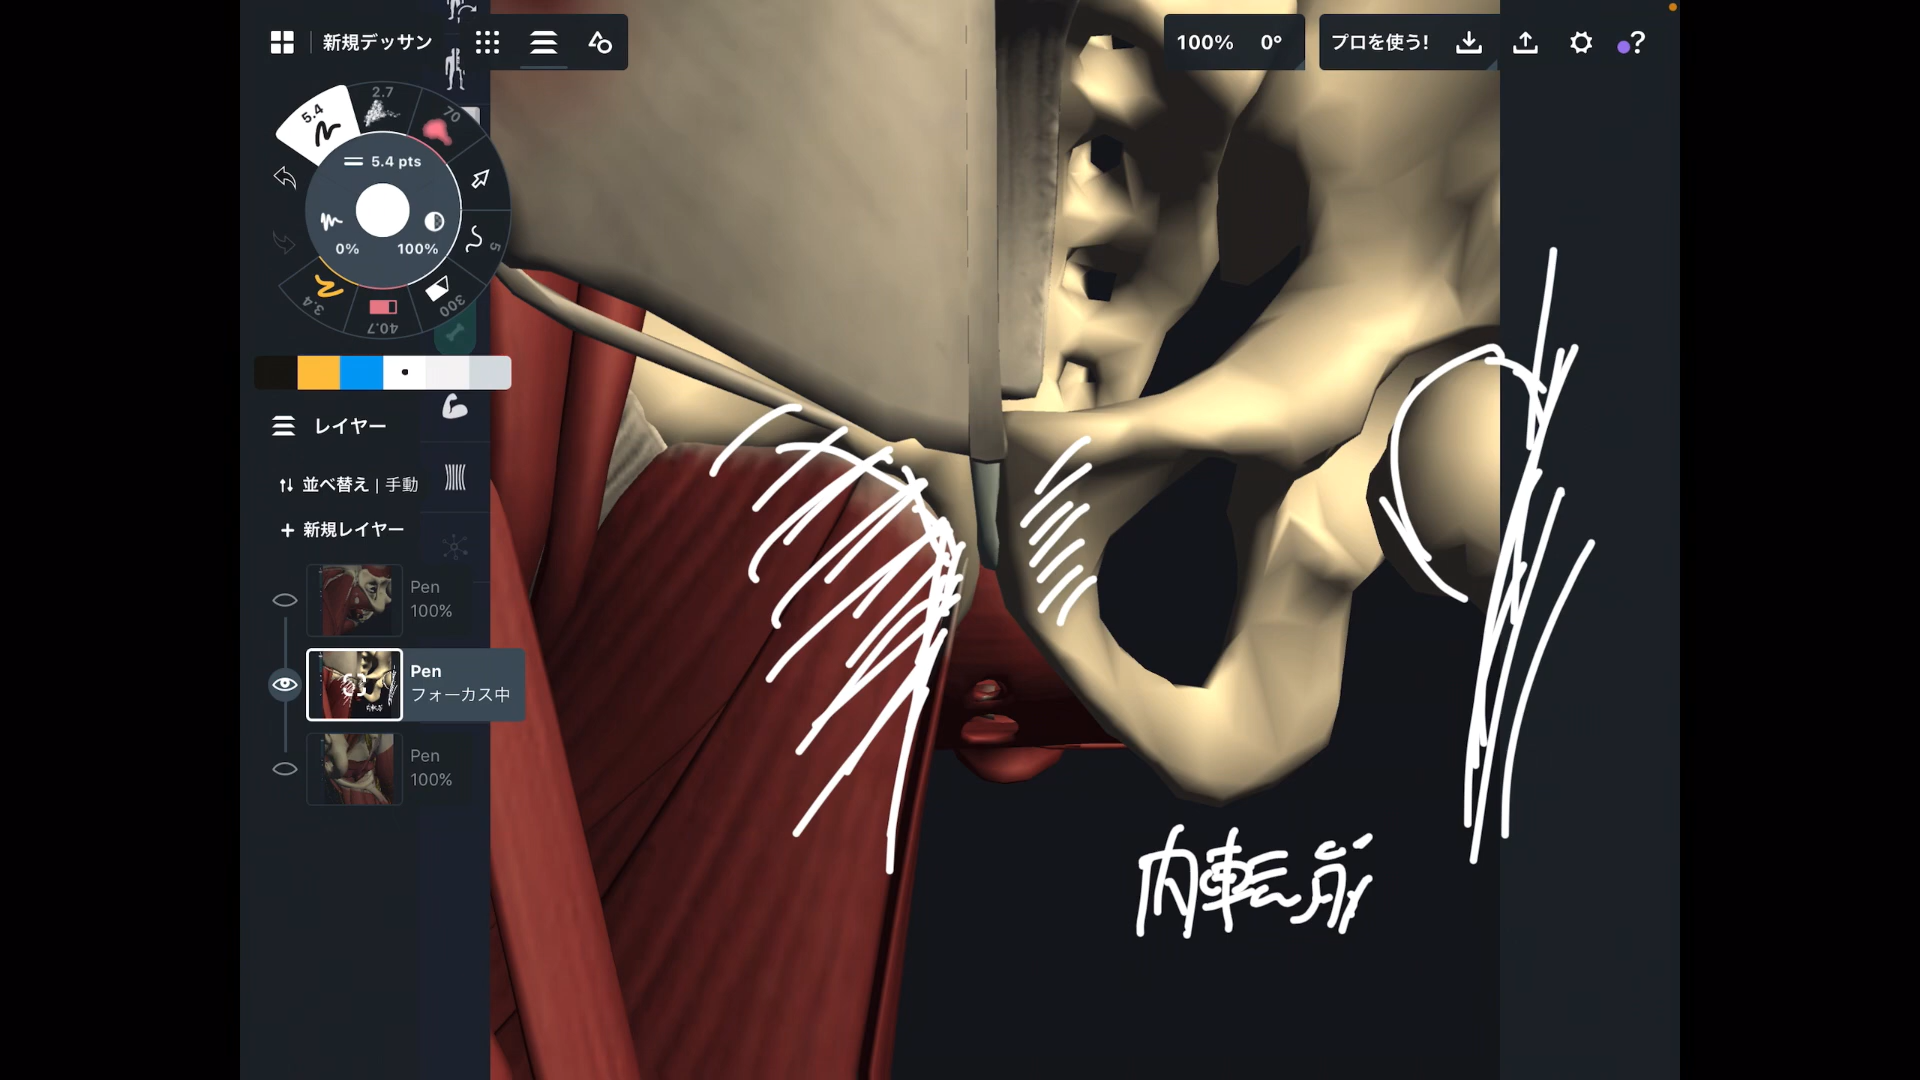 新規デッサン
100% 0°
プロを使う!
?
5.4
2.7
70
5.4 pts
5
0%
100%
300
3.4
40.7
レイヤー
並べ替え | 手動
+ 新規レイヤー
Pen
100%
Pen
フォーカス中
Pen
100%
内転筋